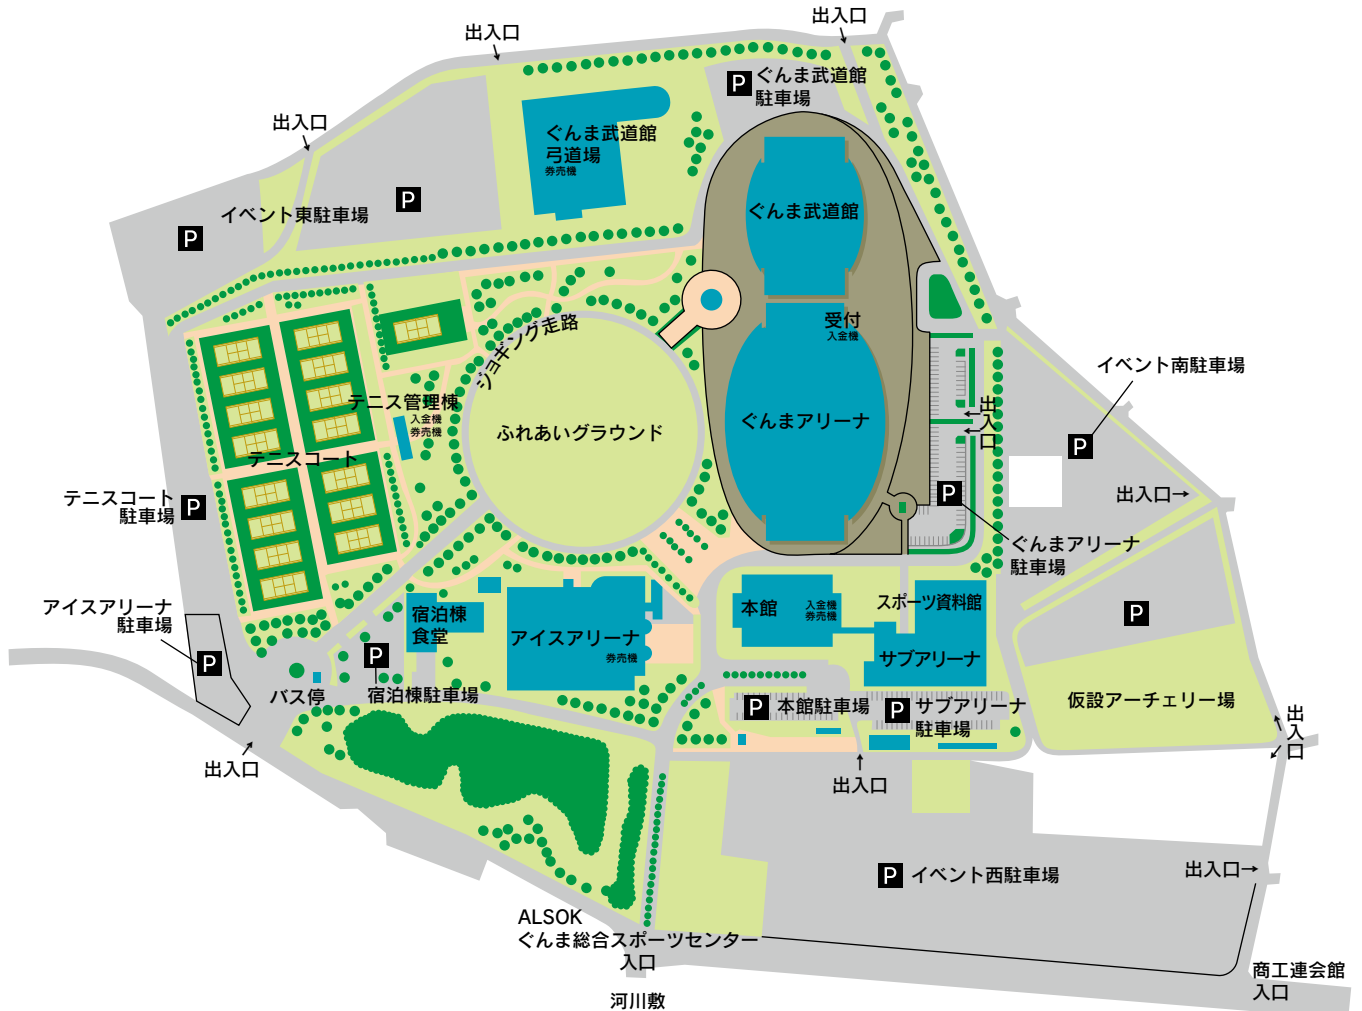 出入口
出入口
P
ぐんま武道館
駐車場
出入口
ぐんま武道館
弓道場
券売機
P
イベント東駐車場
P
ぐんま武道館
受付
入金機
ジョギング走路
イベント南駐車場
テニス管理棟
入金機
券売機
出入口
ぐんまアリーナ
ふれあいグラウンド
P
テニスコート
テニスコート
駐車場
P
P
出入口→
ぐんまアリーナ
駐車場
アイスアリーナ
駐車場
P
宿泊棟
食堂
アイスアリーナ
券売機
本館
入金機
券売機
スポーツ資料館
サブアリーナ
P
P
P
バス停
宿泊棟駐車場
P
本館駐車場
P
サブアリーナ
駐車場
仮設アーチェリー場
出入口
出入口
出入口
P
イベント西駐車場
出入口→
ALSOK
ぐんま総合スポーツセンター
入口
河川敷
商工連会館
入口